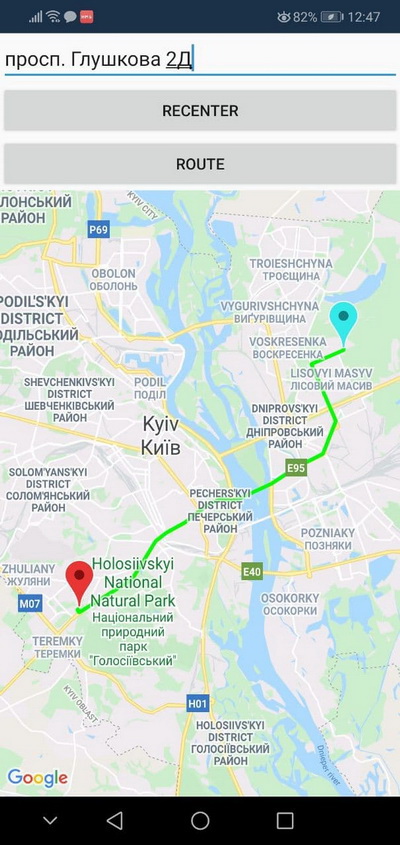 82% 12:47
просп. Глушкова 2Д
RECENTER
ROUTE
ЛОНСЬКИЙ
РАЙОН
KYIV CITY
P69
OBOLON
ОБОЛОНЬ
TROIESHCHYNA
ТРОЄЩИНА
PODIL'S'KYI
DISTRICT
ПОДІЛЬСЬКИЙ
РАЙОН
VYGURIVSHCHYNA
ВИГУРІВЩИНА
VOSKRESENKA
ВОСКРЕСЕНКА
LISOVYI MASYV
ЛІСОВИЙ МАСИВ
SHEVCHENKIVS'KYI
DISTRICT
ШЕВЧЕНКІВСЬКИЙ
РАЙОН
PODIL
ПОДІЛ
Kyiv
Київ
DNIPROVS'KYI
DISTRICT
ДНІПРОВСЬКИЙ
РАЙОН
E95
SOLOM'YANS'KYI
DISTRICT
СОЛОМ'ЯНСЬКИЙ
РАЙОН
PECHERS'KYI
DISTRICT
ПЕЧЕРСЬКИЙ
РАЙОН
POZNIAKY
ПОЗНЯКИ
ZHULIANY
ЖУЛЯНИ
M07
Holosiivskyi
National
Natural Park
Національний
природний
парк
"Голосіївський"
E40
OSOKORKY
ОСОКОРКИ
TEREMKY
ТЕРЕМКИ
KYIV OBLAST
H01
HOLOSIIVS'KYI
DISTRICT
ГОЛОСІЇВСЬКИЙ
РАЙОН
Dnieper river
Google